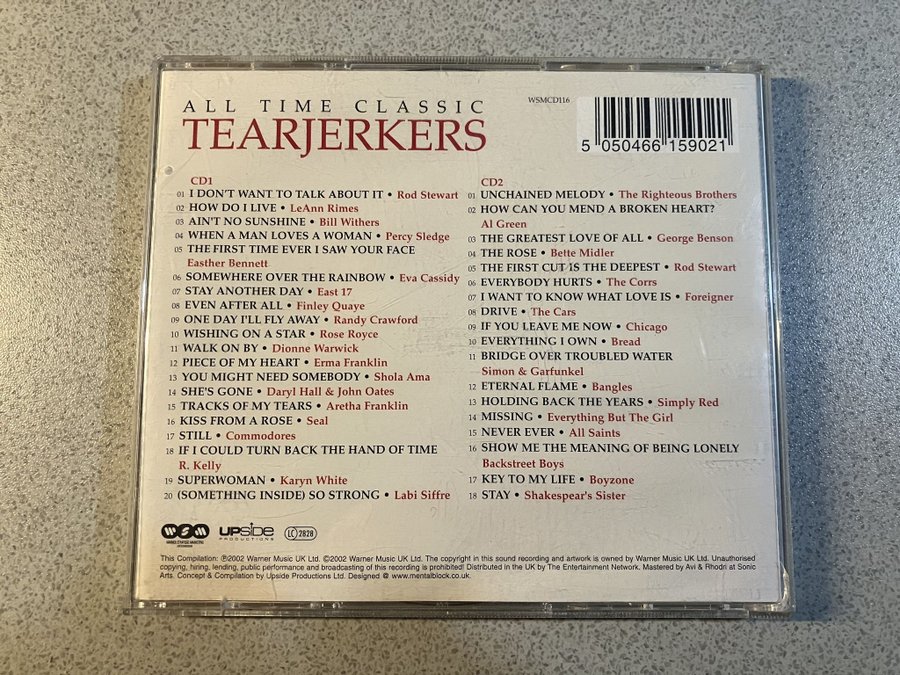 ALL TIME CLASSIC
TEARJERKERS
WSMCD116
5 050466 159021
CD1
01 I DON'T WANT TO TALK ABOUT IT • Rod Stewart
02 HOW DO I LIVE • LeAnn Rimes
03 AIN'T NO SUNSHINE • Bill Withers
04 WHEN A MAN LOVES A WOMAN • Percy Sledge
05 THE FIRST TIME EVER I SAW YOUR FACE
Easther Bennett
06 SOMEWHERE OVER THE RAINBOW • Eva Cassidy
07 STAY ANOTHER DAY • East 17
08 EVEN AFTER ALL • Finley Quaye
09 ONE DAY I'LL FLY AWAY • Randy Crawford
10 WISHING ON A STAR • Rose Royce
11 WALK ON BY • Dionne Warwick
12 PIECE OF MY HEART • Erma Franklin
13 YOU MIGHT NEED SOMEBODY • Shola Ama
14 SHE'S GONE • Daryl Hall & John Oates
15 TRACKS OF MY TEARS • Aretha Franklin
16 KISS FROM A ROSE • Seal
17 STILL • Commodores
18 IF I COULD TURN BACK THE HAND OF TIME
R. Kelly
19 SUPERWOMAN • Karyn White
20 (SOMETHING INSIDE) SO STRONG • Labi Siffre
CD2
01 UNCHAINED MELODY • The Righteous Brothers
02 HOW CAN YOU MEND A BROKEN HEART?
Al Green
03 THE GREATEST LOVE OF ALL • George Benson
04 THE ROSE • Bette Midler
05 THE FIRST CUT IS THE DEEPEST • Rod Stewart
06 EVERYBODY HURTS • The Corrs
07 I WANT TO KNOW WHAT LOVE IS • Foreigner
08 DRIVE • The Cars
09 IF YOU LEAVE ME NOW • Chicago
10 EVERYTHING I OWN • Bread
11 BRIDGE OVER TROUBLED WATER
Simon & Garfunkel
12 ETERNAL FLAME • Bangles
13 HOLDING BACK THE YEARS • Simply Red
14 MISSING • Everything But The Girl
15 NEVER EVER • All Saints
16 SHOW ME THE MEANING OF BEING LONELY
Backstreet Boys
17 KEY TO MY LIFE • Boyzone
18 STAY • Shakespear's Sister
WSM
UPSIDE
PRODUCTIONS
LC 2828
This Compilation: ℗2002 Warner Music UK Ltd. ©2002 Warner Music UK Ltd. The copyright in this sound recording and artwork is owned by Warner Music UK Ltd. Unauthorised
copying, hiring, lending, public performance and broadcasting of this recording is prohibited! Distributed in the UK by The Entertainment Network. Mastered by Avi & Rhodri at Sonic
Arts. Concept & Compilation by Upside Productions Ltd. Designed @ www.mentalblock.co.uk.